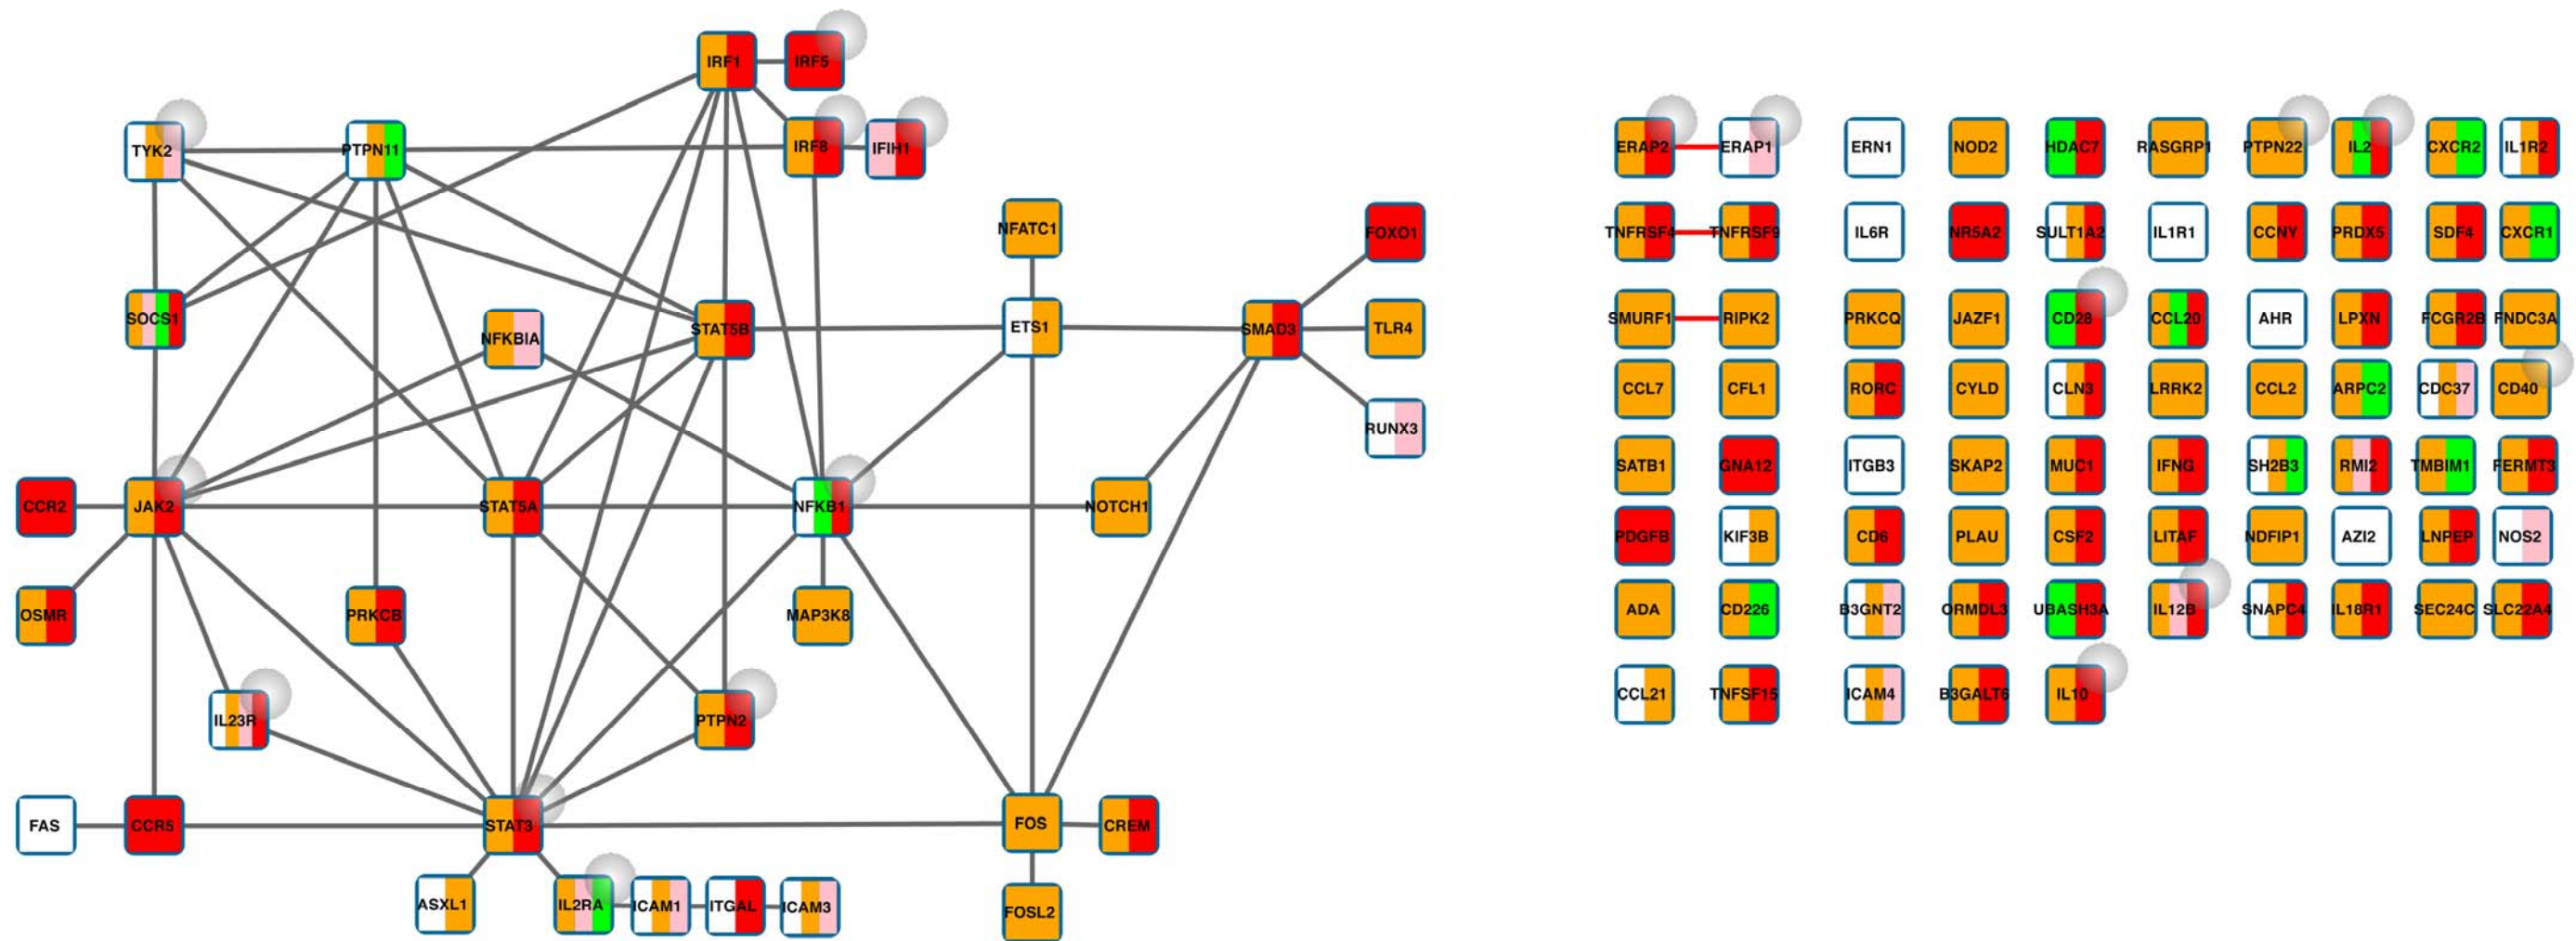 IRF1
IRF5
TYK2
PTPN11
IRF8
IFIH1
NFATC1
FOXO1
SOCS1
NFKBIA
STAT5B
ETS1
SMAD3
TLR4
RUNX3
CCR2
JAK2
STAT5A
NFKB1
NOTCH1
OSMR
PRKCB
MAP3K8
IL23R
PTPN2
FAS
CCR5
STAT3
FOS
CREM
ASXL1
IL2RA
ICAM1
ITGAL
ICAM3
FOSL2
ERAP2 ERAP1 ERN1 NOD2 HDAC7 RASGRP1 PTPN22 IL2 CXCR2 IL1R2
TNFRSF4 TNFRSF9 IL6R NR5A2 SULT1A2 IL1R1 CCNY PRDX5 SDF4 CXCR1
SMURF1 RIPK2 PRKCQ JAZF1 CD28 CCL20 AHR LPXN FCGR2B FNDC3A
CCL7 CFL1 RORC CYLD CLN3 LRRK2 CCL2 ARPC2 CDC37 CD40
SATB1 GNA12 ITGB3 SKAP2 MUC1 IFNG SH2B3 RMI2 TMBIM1 FERMT3
PDGFB KIF3B CD6 PLAU CSF2 LITAF NDFIP1 AZI2 LNPEP NOS2
ADA CD226 B3GNT2 ORMDL3 UBASH3A IL12B SNAPC4 IL18R1 SEC24C SLC22A4
CCL21 TNFSF15 ICAM4 B3GALT6 IL10